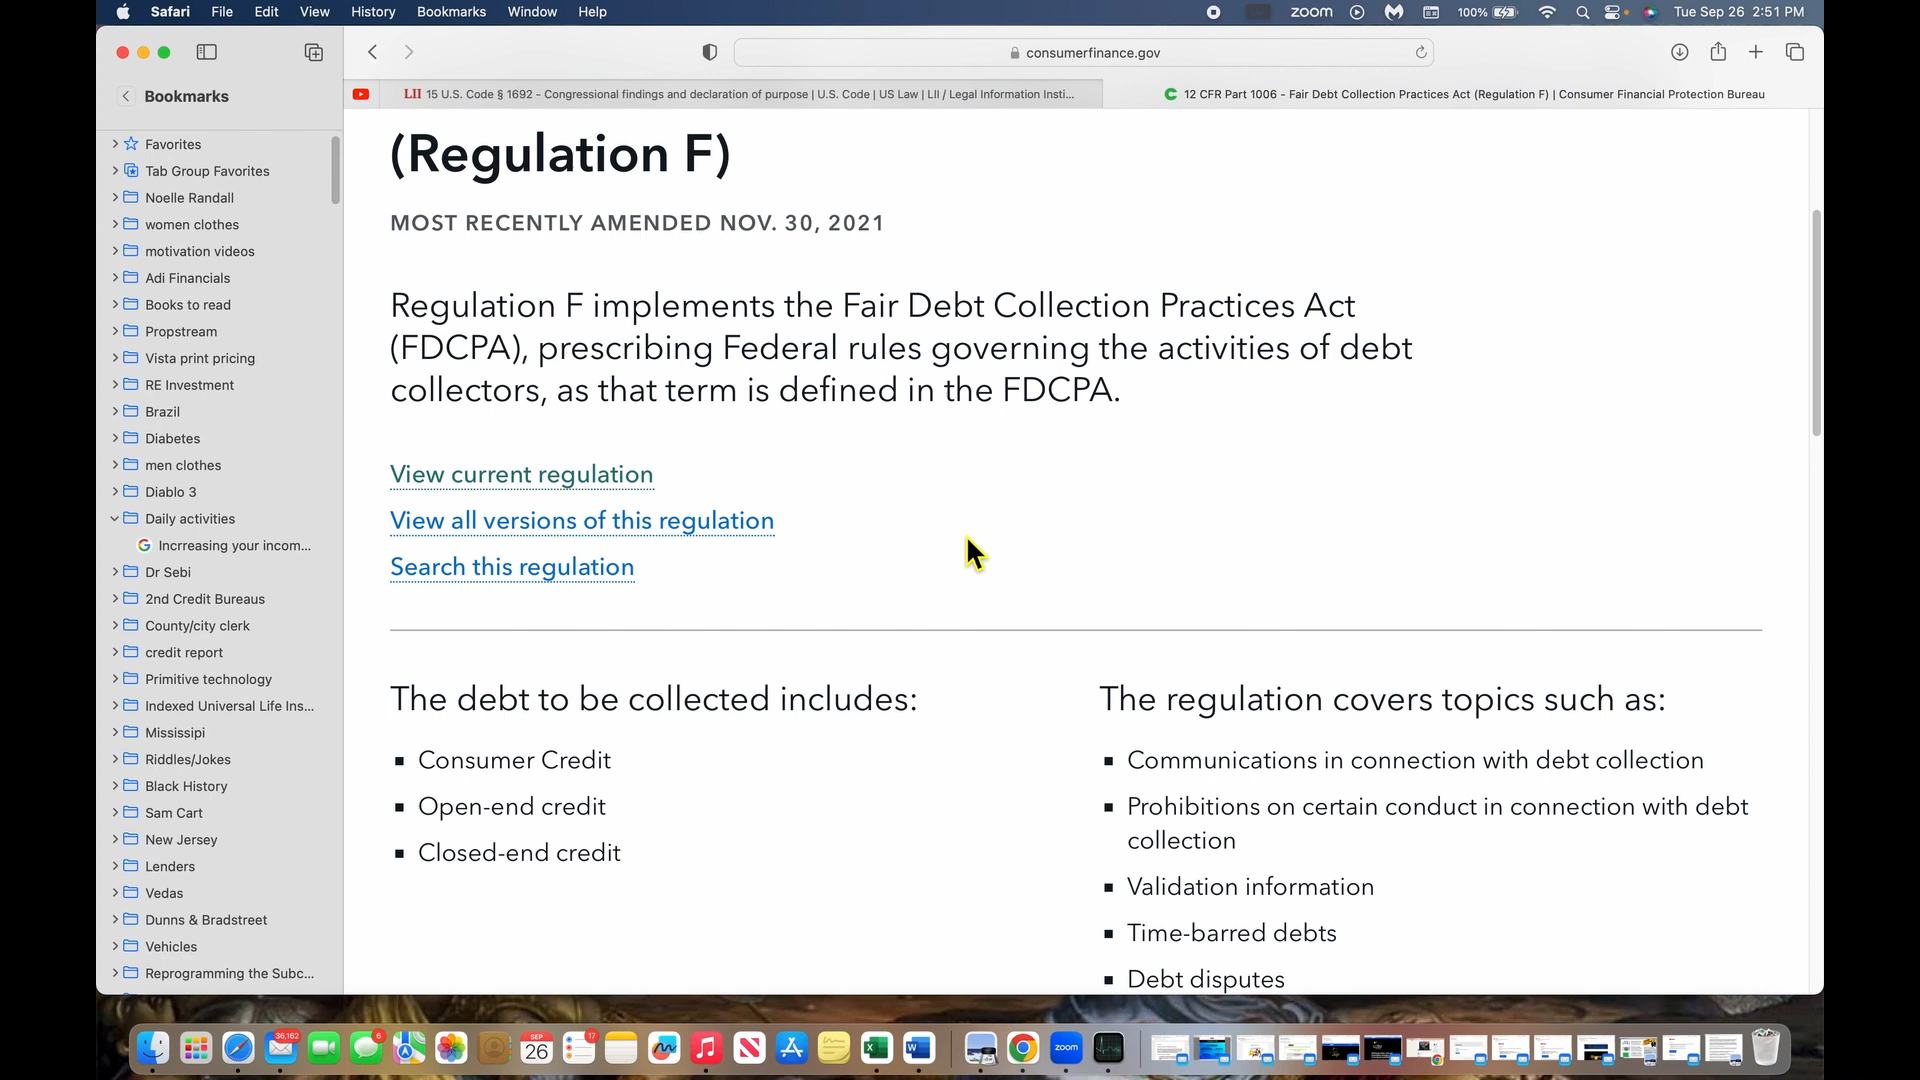 Safari File Edit View History Bookmarks Window Help
zoom 100% Tue Sep 26 2:51 PM
consumerfinance.gov
Bookmarks
LII 15 U.S. Code § 1692 - Congressional findings and declaration of purpose | U.S. Code | US Law | LII / Legal Information Insti...
12 CFR Part 1006 - Fair Debt Collection Practices Act (Regulation F) | Consumer Financial Protection Bureau
Favorites
Tab Group Favorites
Noelle Randall
women clothes
motivation videos
Adi Financials
Books to read
Propstream
Vista print pricing
RE Investment
Brazil
Diabetes
men clothes
Diablo 3
Daily activities
Incrreasing your incom...
Dr Sebi
2nd Credit Bureaus
County/city clerk
credit report
Primitive technology
Indexed Universal Life Ins...
Mississipi
Riddles/Jokes
Black History
Sam Cart
New Jersey
Lenders
Vedas
Dunns & Bradstreet
Vehicles
Reprogramming the Subc...
(Regulation F)
MOST RECENTLY AMENDED NOV. 30, 2021
Regulation F implements the Fair Debt Collection Practices Act
(FDCPA), prescribing Federal rules governing the activities of debt
collectors, as that term is defined in the FDCPA.
View current regulation
View all versions of this regulation
Search this regulation
The debt to be collected includes:
Consumer Credit
Open-end credit
Closed-end credit
The regulation covers topics such as:
Communications in connection with debt collection
Prohibitions on certain conduct in connection with debt
collection
Validation information
Time-barred debts
Debt disputes
36,162
6
SEP
26
17
zoom